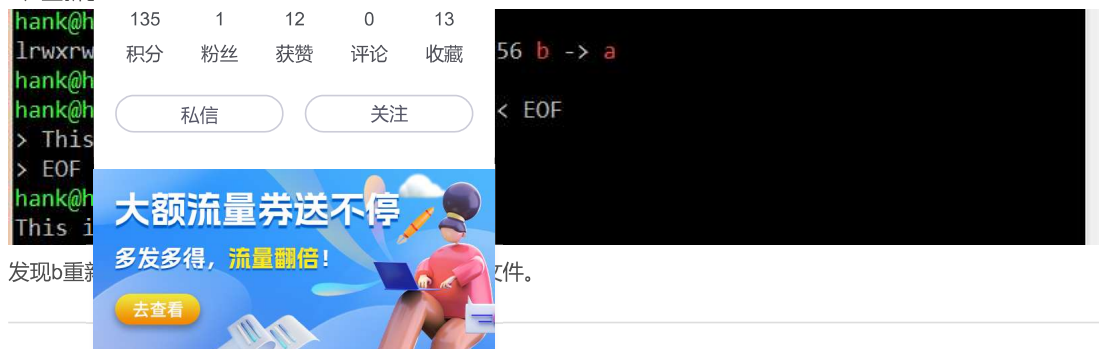 hank@h
135 1 12 0 13
lrwxrw
积分 粉丝 获赞 评论 收藏
56 b -> a
hank@h
hank@h
私信 关注
< EOF
> This
> EOF
大额流量券送不停
hank@h
This i
多发多得，流量翻倍！
发现b重新
文件。
去查看